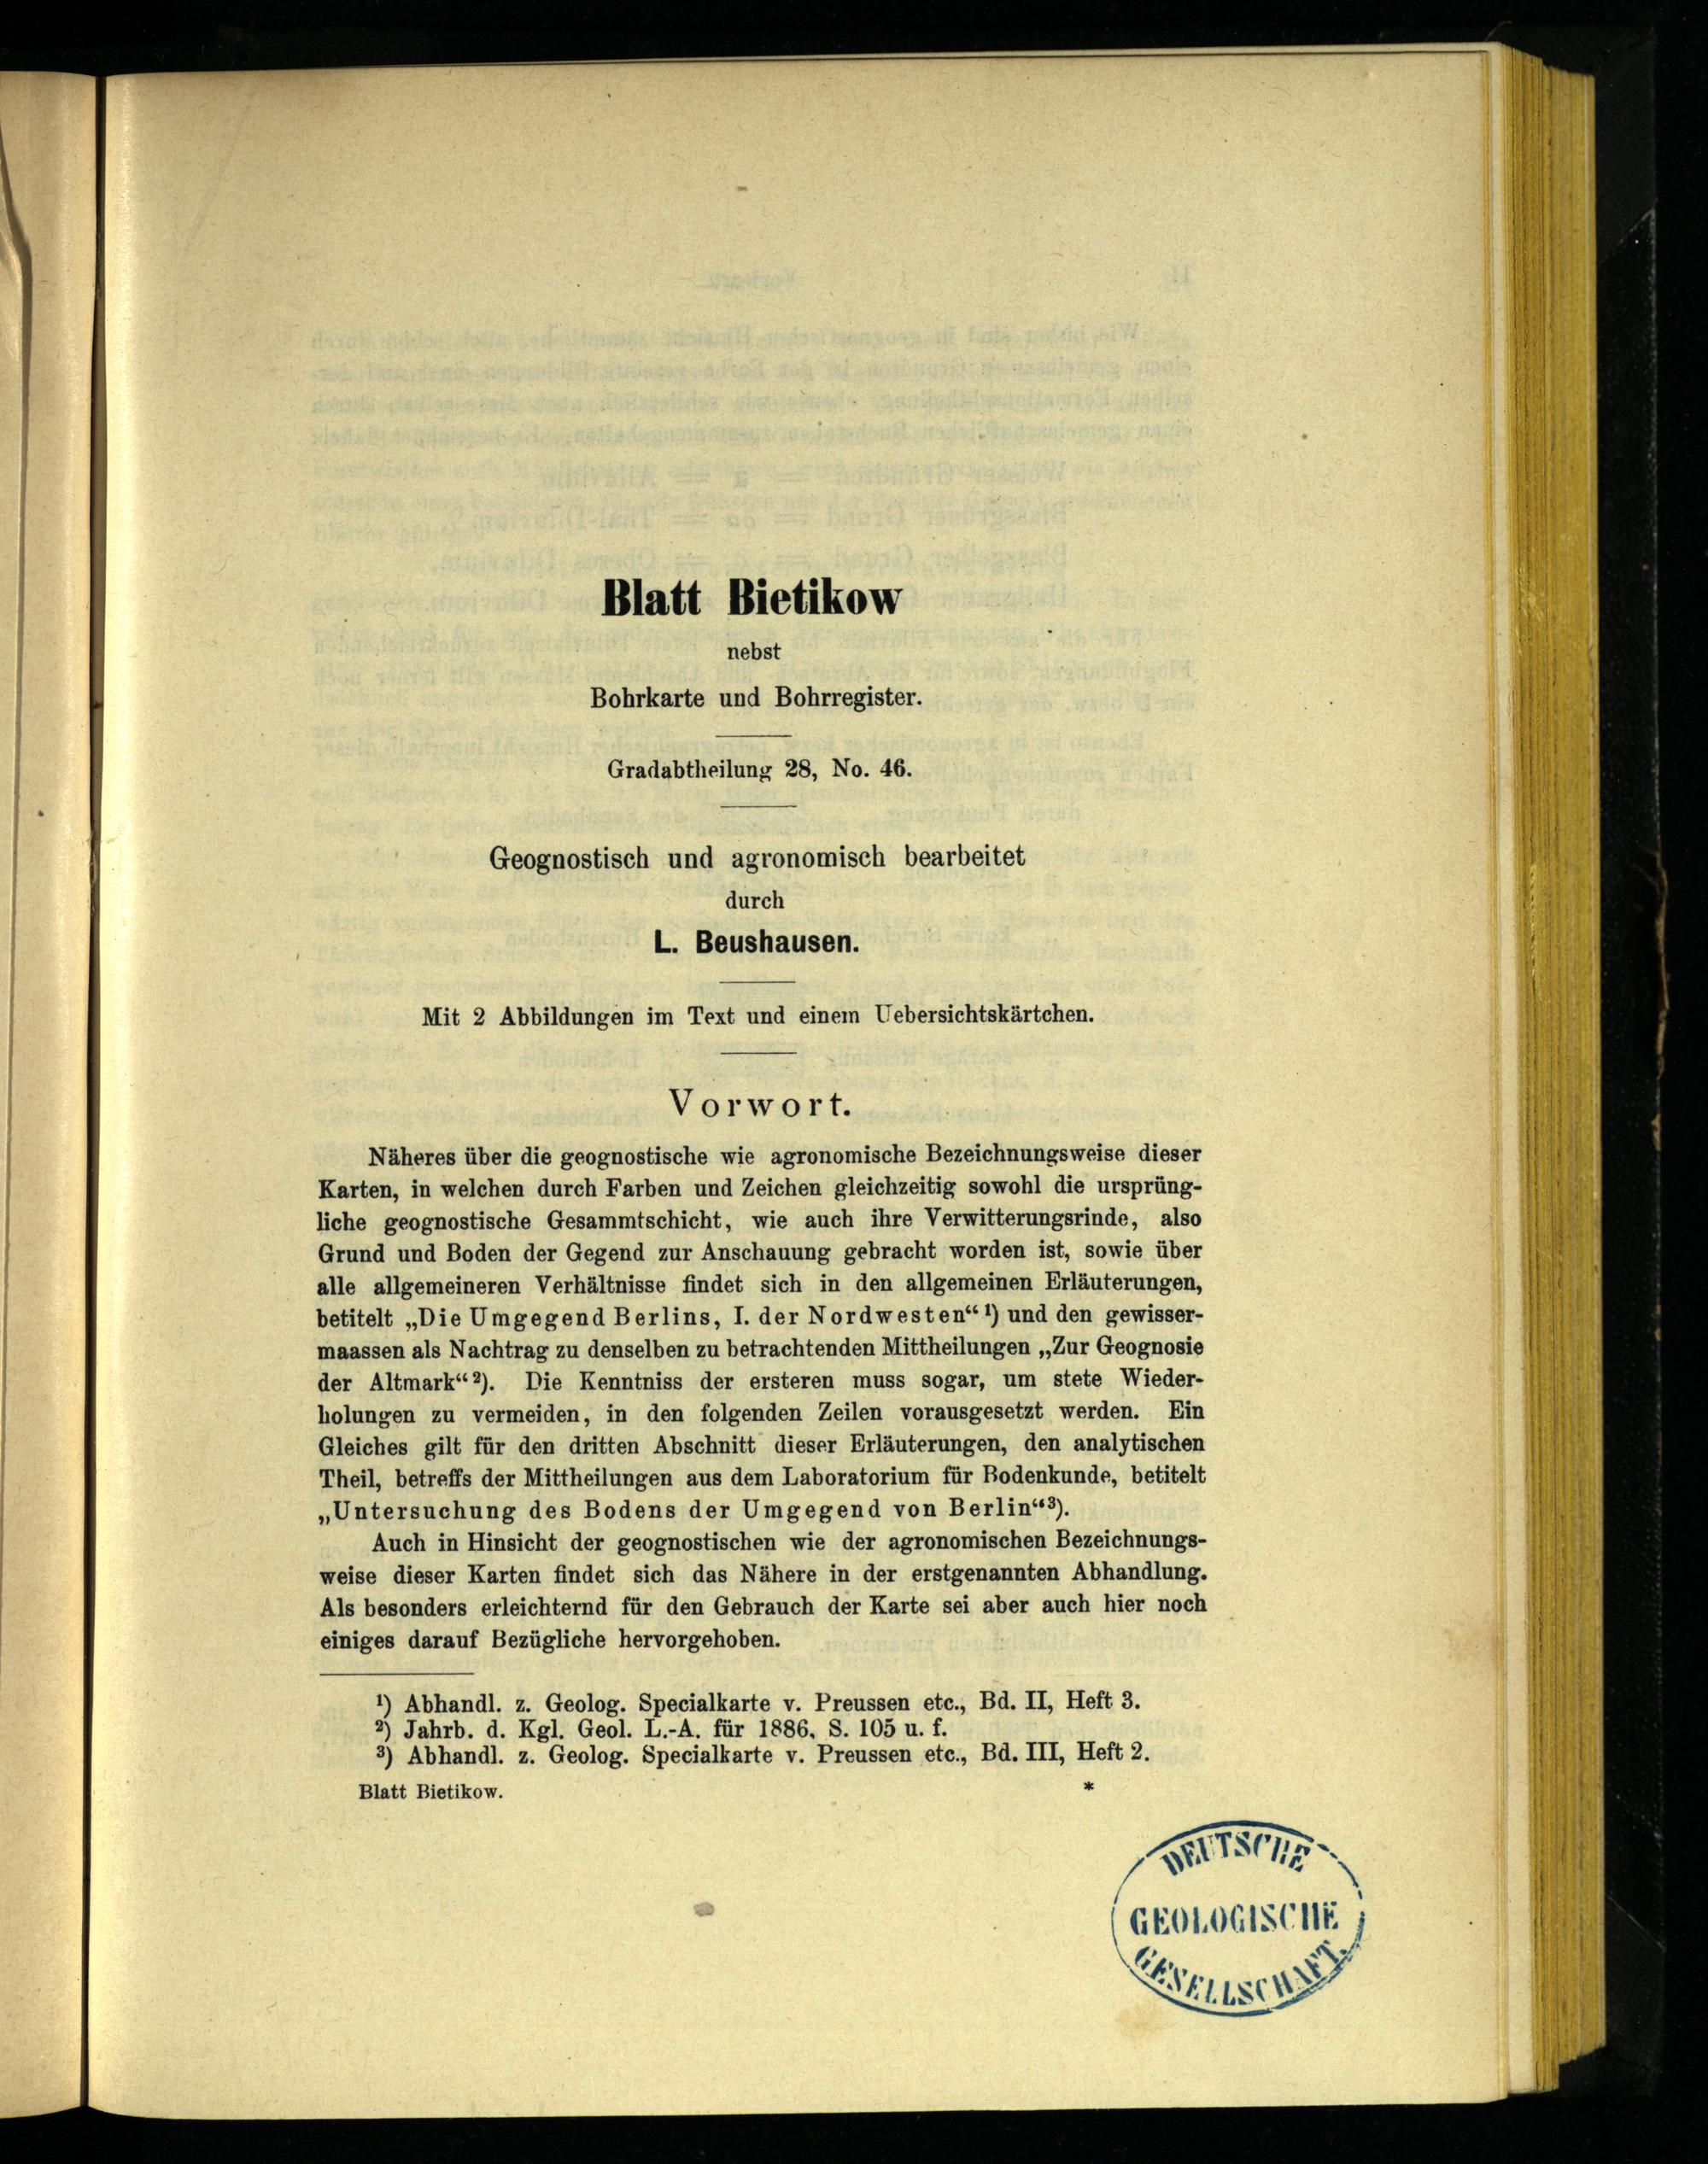 Blatt Bietikow
nebst
Bohrkarte und Bohrregister.
Gradabtheilung 28, No. 46.
Geognostisch und agronomisch bearbeitet
durch
L. Beushausen.
Mit 2 Abbildungen im Text und einem Uebersichtskärtchen.
Vorwort.
Näheres über die geognostische wie agronomische Bezeichnungsweise dieser
Karten, in welchen durch Farben und Zeichen gleichzeitig sowohl die ursprüng-
liche geognostische Gesammtschicht, wie auch ihre Verwitterungsrinde, also
Grund und Boden der Gegend zur Anschauung gebracht worden ist, sowie über
alle allgemeineren Verhältnisse findet sich in den allgemeinen Erläuterungen,
betitelt „Die Umgegend Berlins, I. der Nordwesten“ ¹) und den gewisser-
maassen als Nachtrag zu denselben zu betrachtenden Mittheilungen „Zur Geognosie
der Altmark“ ²). Die Kenntniss der ersteren muss sogar, um stete Wieder-
holungen zu vermeiden, in den folgenden Zeilen vorausgesetzt werden. Ein
Gleiches gilt für den dritten Abschnitt dieser Erläuterungen, den analytischen
Theil, betreffs der Mittheilungen aus dem Laboratorium für Bodenkunde, betitelt
„Untersuchung des Bodens der Umgegend von Berlin“³).
Auch in Hinsicht der geognostischen wie der agronomischen Bezeichnungs-
weise dieser Karten findet sich das Nähere in der erstgenannten Abhandlung.
Als besonders erleichternd für den Gebrauch der Karte sei aber auch hier noch
einiges darauf Bezügliche hervorgehoben.
¹) Abhandl. z. Geolog. Specialkarte v. Preussen etc., Bd. II, Heft 3.
²) Jahrb. d. Kgl. Geol. L.-A. für 1886, S. 105 u. f.
³) Abhandl. z. Geolog. Specialkarte v. Preussen etc., Bd. III, Heft 2.
Blatt Bietikow. *
DEUTSCHE
GEOLOGISCHE
GESELLSCHAFT.